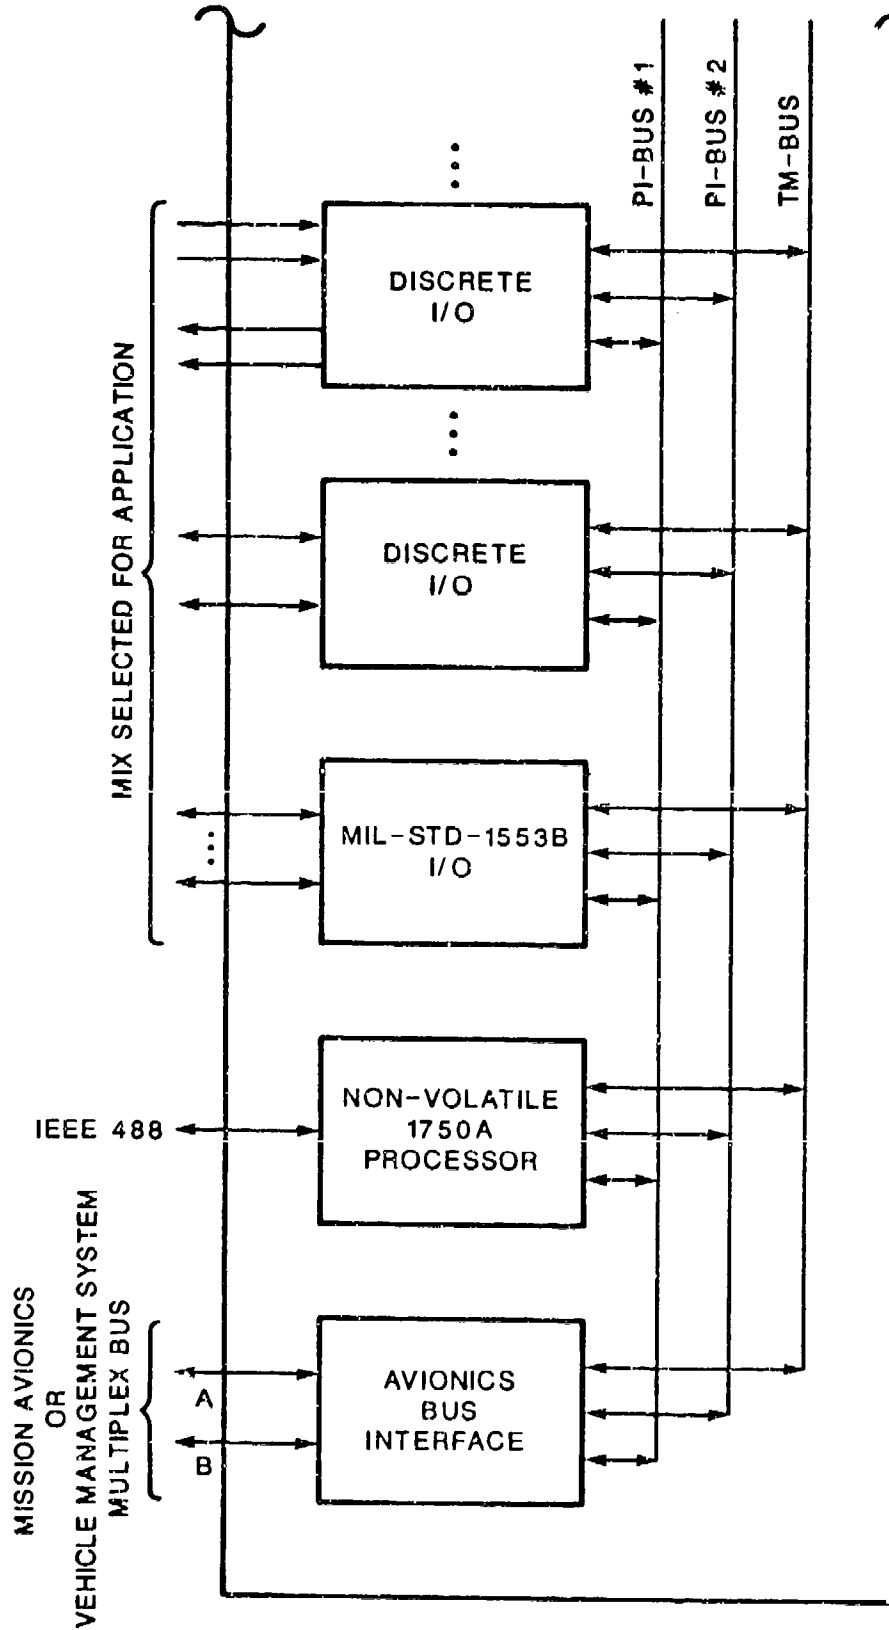 PI-BUS #1
PI-BUS #2
TM-BUS
DISCRETE
I/O
MIX SELECTED FOR APPLICATION
DISCRETE
I/O
MIL-STD-1553B
I/O
IEEE 488
NON-VOLATILE
1750A
PROCESSOR
MISSION AVIONICS
OR
VEHICLE MANAGEMENT SYSTEM
MULTIPLEX BUS
A
B
AVIONICS
BUS
INTERFACE